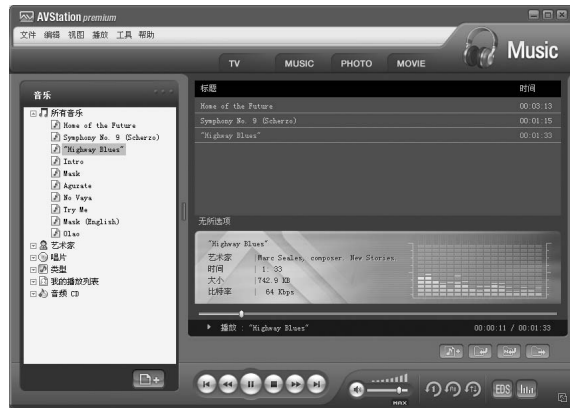 AVStation premium
文件 编辑 视图 播放 工具 帮助
TV MUSIC PHOTO MOVIE
Music
音乐
所有音乐
Home of the Future
Symphony No. 9 (Scherzo)
"Highway Blues"
Intro
Mask
Agurate
No Vaya
Try Me
Mask (English)
Olao
艺术家
唱片
类型
我的播放列表
音频 CD
标题 时间
Home of the Future 00:03:13
Symphony No. 9 (Scherzo) 00:01:15
"Highway Blues" 00:01:33
无所选项
"Highway Blues"
艺术家 |Marc Seales, composer. New Stories
时间 | 1: 33
大小 |742.9 KB
比特率 | 64 Kbps
播放 : "Highway Blues" 00:00:11 / 00:01:33
MAX
EDS